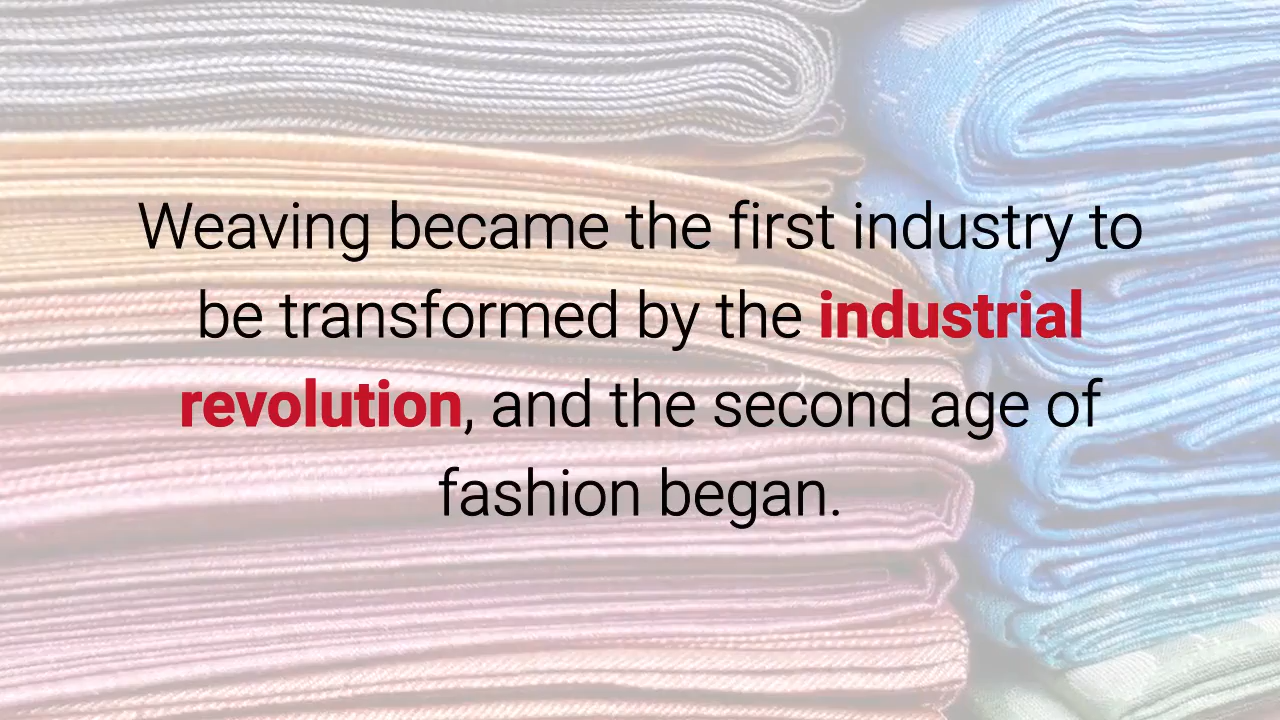 Weaving became the first industry to
be transformed by the industrial
revolution, and the second age of
fashion began.